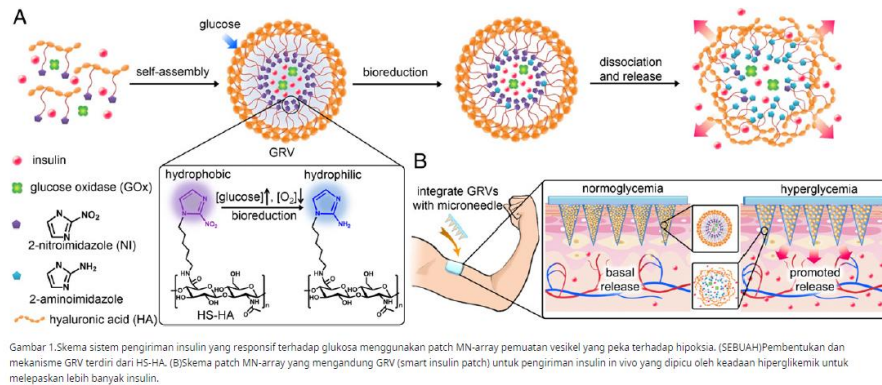 A
glucose
self-assembly
bioreduction
dissociation
and release
GRV
insulin
glucose oxidase (GOx)
NO₂
2-nitroimidazole (NI)
NH₂
2-aminoimidazole
hyaluronic acid (HA)
hydrophobic
hydrophilic
[glucose]↑, [O₂]↓
bioreduction
NO₂
NH₂
HS-HA
B
integrate GRVs
with microneedle
normoglycemia
hyperglycemia
basal
release
promoted
release
Gambar 1.Skema sistem pengiriman insulin yang responsif terhadap glukosa menggunakan patch MN-array pemuatan vesikel yang peka terhadap hipoksia. (SEBUAH)Pembentukan dan
mekanisme GRV terdiri dari HS-HA. (B)Skema patch MN-array yang mengandung GRV (smart insulin patch) untuk pengiriman insulin in vivo yang dipicu oleh keadaan hiperglikemik untuk
melepaskan lebih banyak insulin.